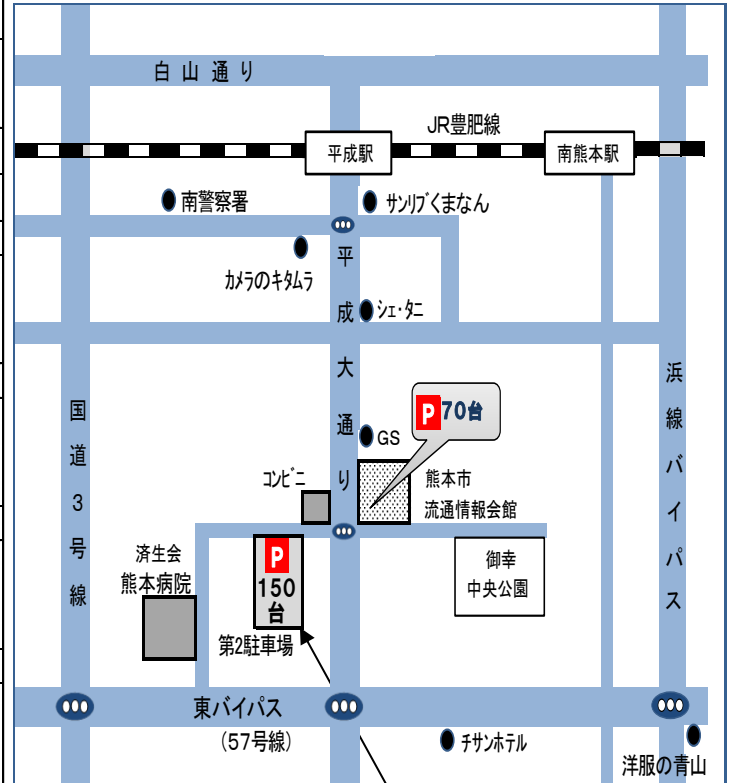 白山通り
JR豊肥線
平成駅
南熊本駅
南警察署
サンリブくまなん
カメラのキタムラ
平成大通り
シェ・タニ
国道3号線
浜線バイパス
P 70台
GS
コンビニ
熊本市
流通情報会館
済生会
熊本病院
P
150
台
第2駐車場
御幸
中央公園
東バイパス
(57号線)
チサンホテル
洋服の青山